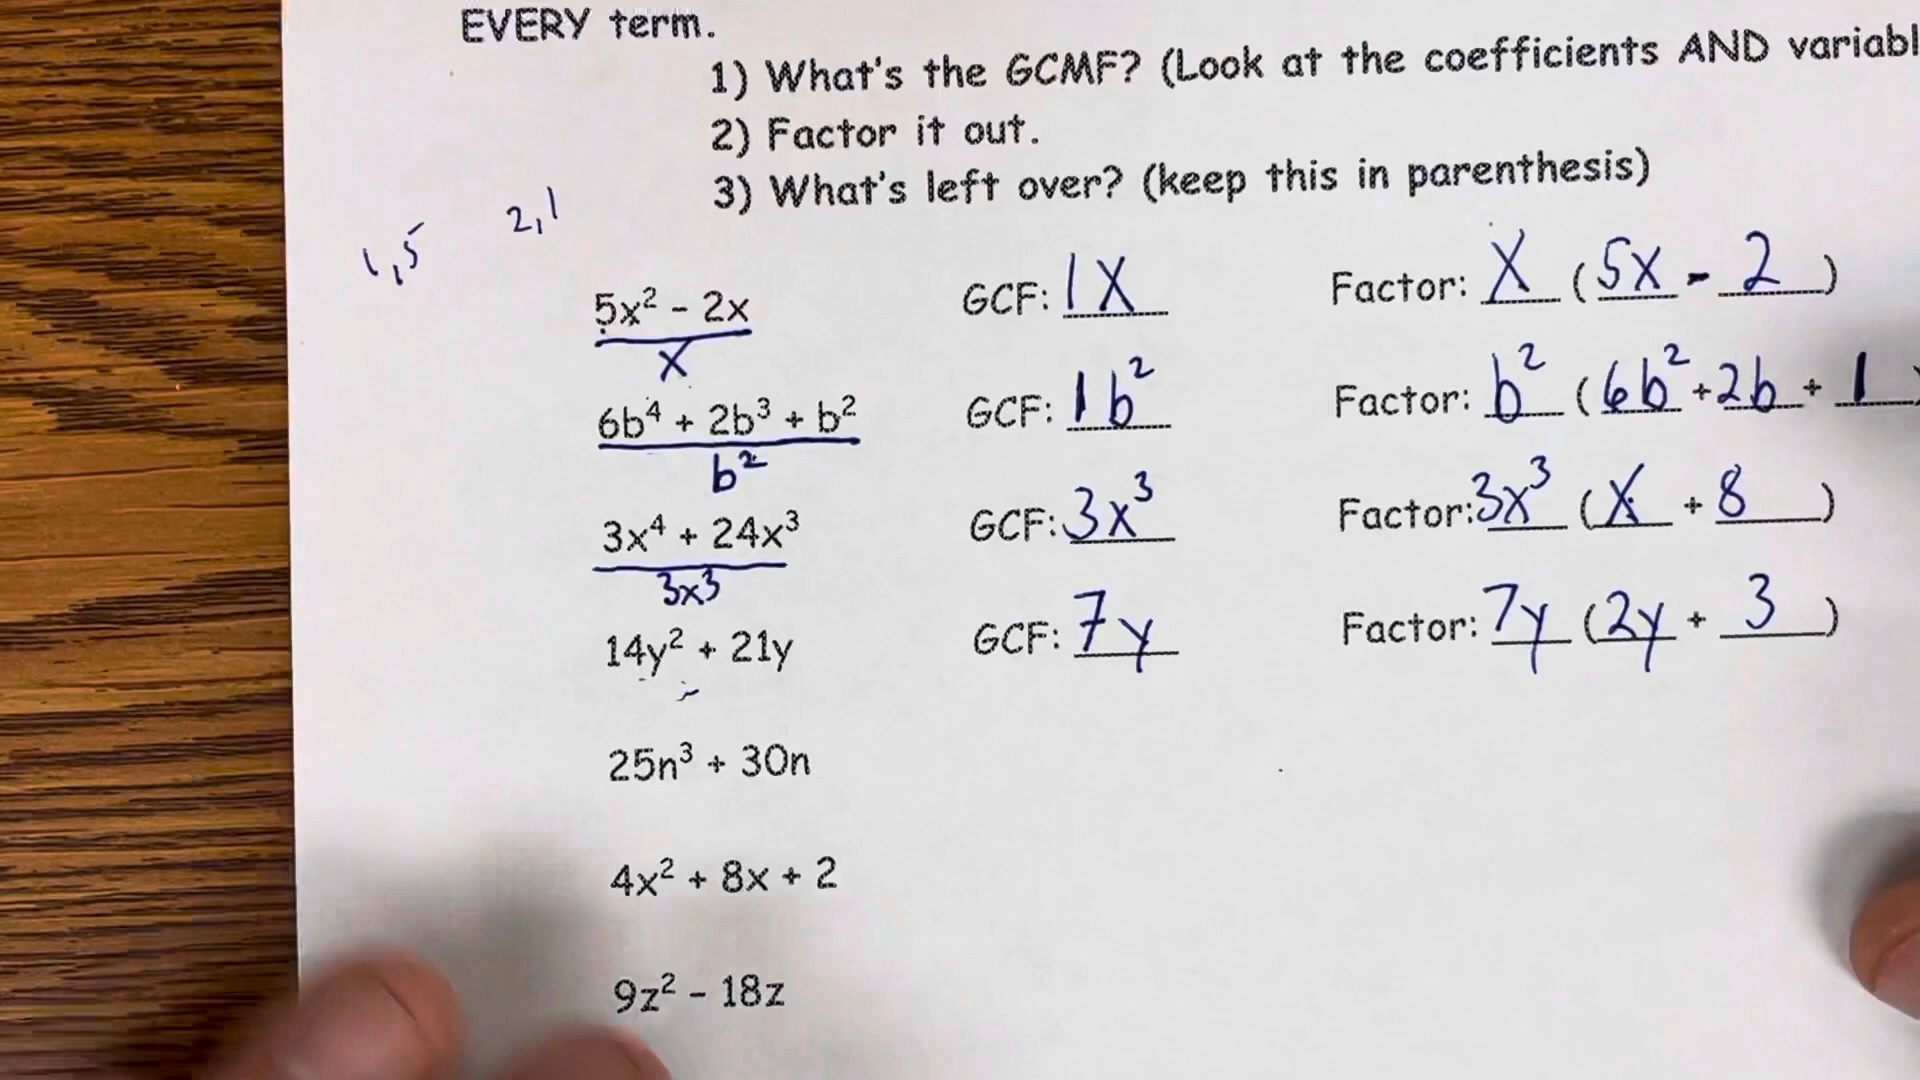 EVERY term.
1) What's the GCMF? (Look at the coefficients AND variabl
2) Factor it out.
3) What's left over? (keep this in parenthesis)
1,5 2,1
5x² - 2x GCF: 1X Factor: X (5x - 2)
x
6b⁴ + 2b³ + b² GCF: 1b² Factor: b² (6b² + 2b + 1)
b²
3x⁴ + 24x³ GCF: 3x³ Factor: 3x³ (x + 8)
3x³
14y² + 21y GCF: 7y Factor: 7y (2y + 3)
25n³ + 30n
4x² + 8x + 2
9z² - 18z